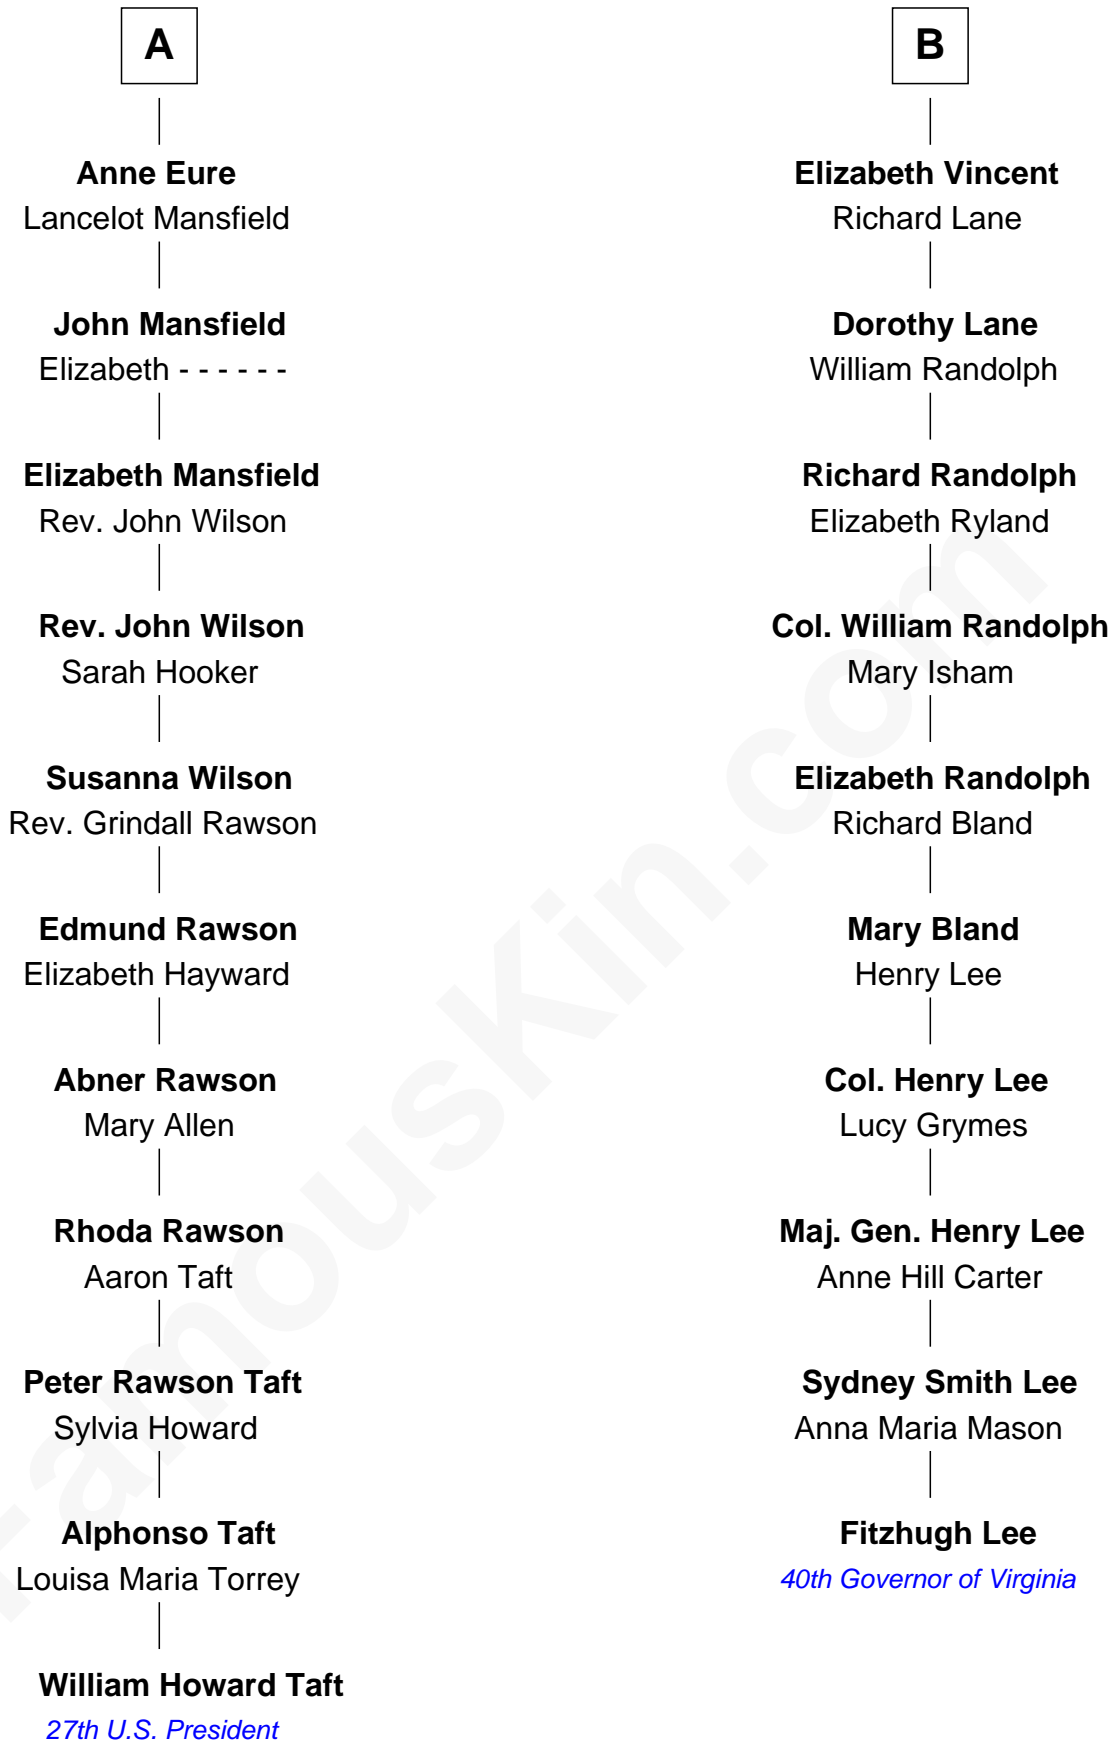 A
Anne Eure
Lancelot Mansfield
John Mansfield
Elizabeth - - - - - -
Elizabeth Mansfield
Rev. John Wilson
Rev. John Wilson
Sarah Hooker
Susanna Wilson
Rev. Grindall Rawson
Edmund Rawson
Elizabeth Hayward
Abner Rawson
Mary Allen
Rhoda Rawson
Aaron Taft
Peter Rawson Taft
Sylvia Howard
Alphonso Taft
Louisa Maria Torrey
William Howard Taft
27th U.S. President
B
Elizabeth Vincent
Richard Lane
Dorothy Lane
William Randolph
Richard Randolph
Elizabeth Ryland
Col. William Randolph
Mary Isham
Elizabeth Randolph
Richard Bland
Mary Bland
Henry Lee
Col. Henry Lee
Lucy Grymes
Maj. Gen. Henry Lee
Anne Hill Carter
Sydney Smith Lee
Anna Maria Mason
Fitzhugh Lee
40th Governor of Virginia
FamousKin.com